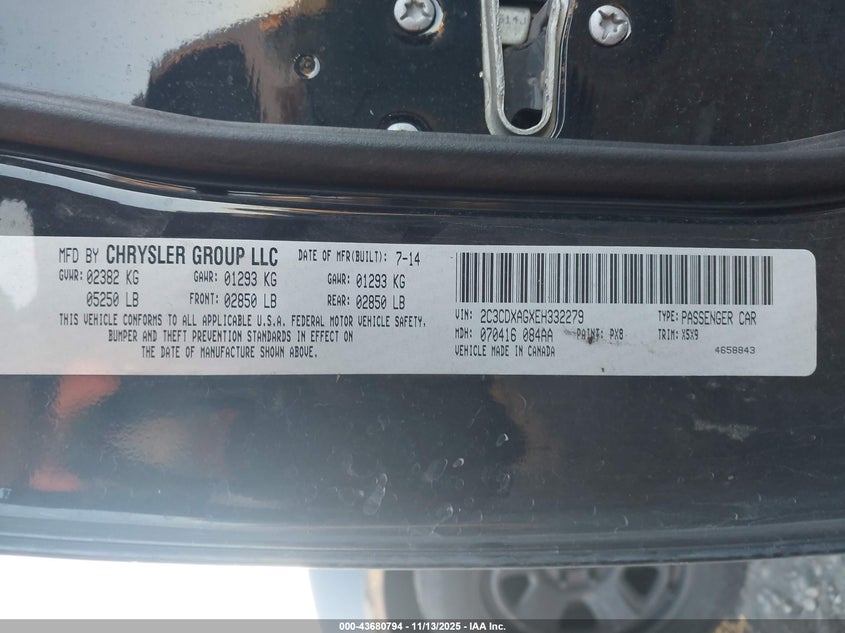 MFD BY CHRYSLER GROUP LLC DATE OF MFR(BUILT): 7-14
GVWR: 02382 KG GAWR: 01293 KG GAWR: 01293 KG
05250 LB FRONT: 02850 LB REAR: 02850 LB
THIS VEHICLE CONFORMS TO ALL APPLICABLE U.S.A. FEDERAL MOTOR VEHICLE SAFETY,
BUMPER AND THEFT PREVENTION STANDARDS IN EFFECT ON
THE DATE OF MANUFACTURE SHOWN ABOVE.
VIN: 2C3CDXAGXEH332279 TYPE: PASSENGER CAR
MDH: 070416 084AA PAINT: PX8 TRIM: X5X9
VEHICLE MADE IN CANADA 4658843
000-43680794 - 11/13/2025 - IAA Inc.